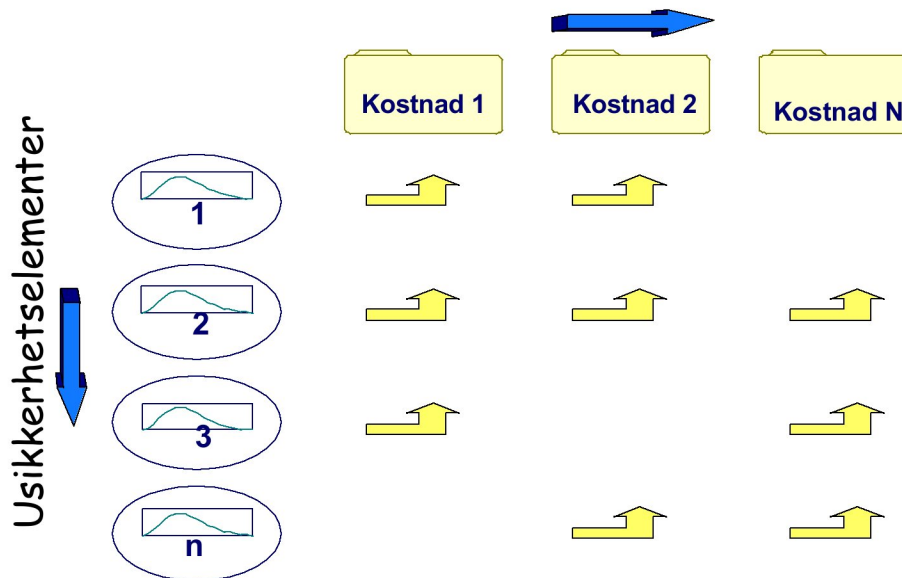 Kostnad 1
Kostnad 2
Kostnad N
Usikkerhetselementer
1
2
3
n